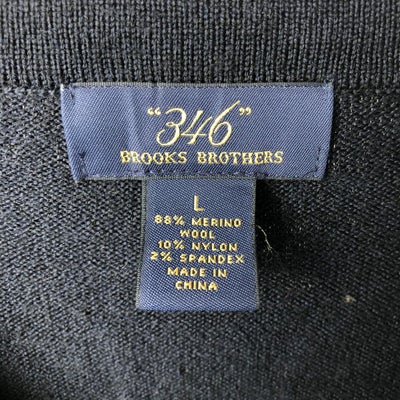 "346"
BROOKS BROTHERS
L
88% MERINO
WOOL
10% NYLON
2% SPANDEX
MADE IN
CHINA